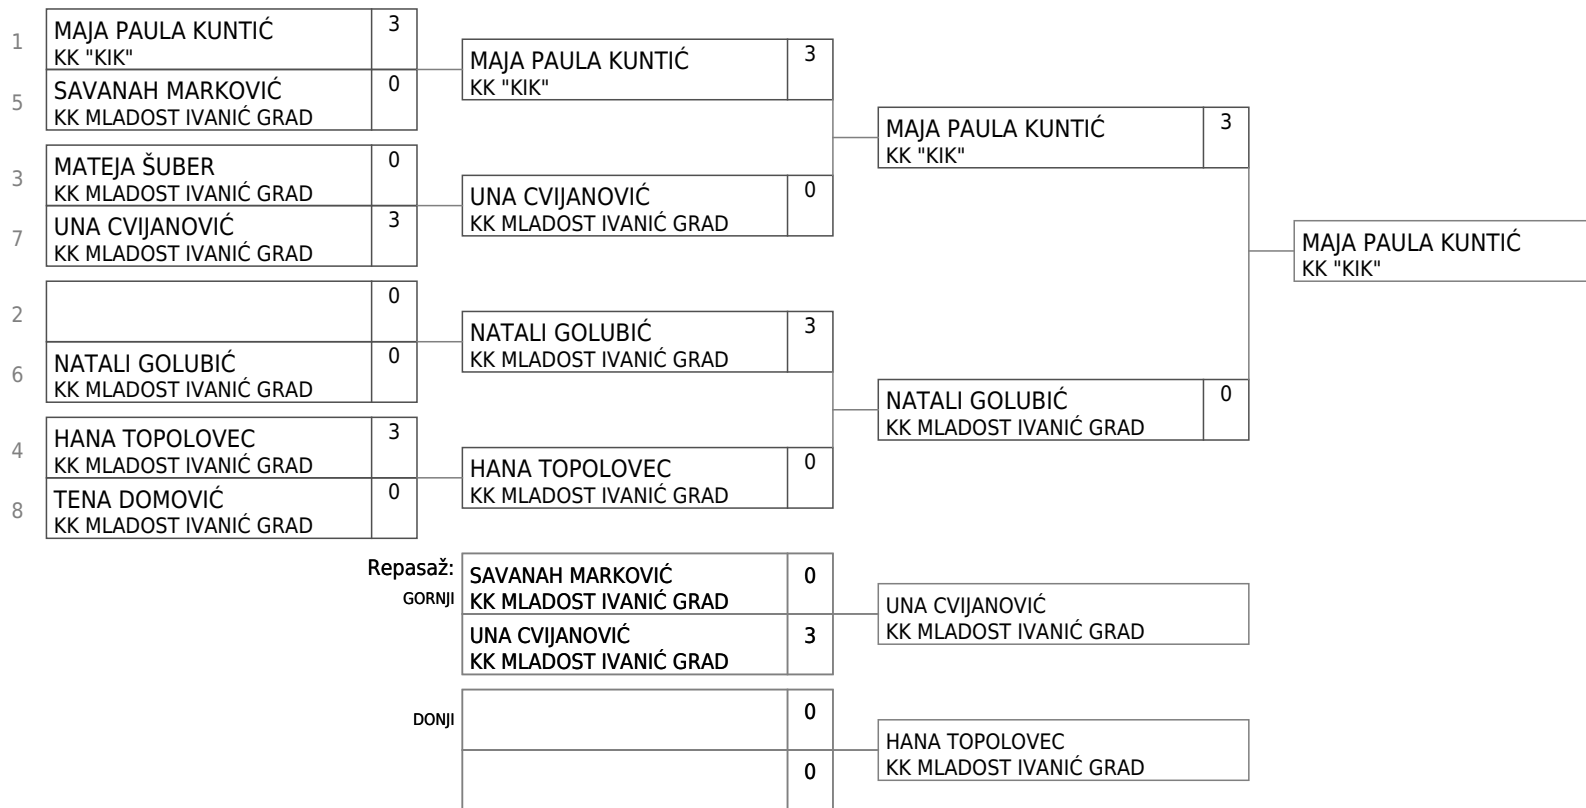 1
MAJA PAULA KUNTIĆ
KK "KIK"
3
5
SAVANAH MARKOVIĆ
KK MLADOST IVANIĆ GRAD
0
3
MATEJA ŠUBER
KK MLADOST IVANIĆ GRAD
0
7
UNA CVIJANOVIĆ
KK MLADOST IVANIĆ GRAD
3
2
0
6
NATALI GOLUBIĆ
KK MLADOST IVANIĆ GRAD
0
4
HANA TOPOLOVEC
KK MLADOST IVANIĆ GRAD
3
8
TENA DOMOVIĆ
KK MLADOST IVANIĆ GRAD
0
MAJA PAULA KUNTIĆ
KK "KIK"
3
UNA CVIJANOVIĆ
KK MLADOST IVANIĆ GRAD
0
NATALI GOLUBIĆ
KK MLADOST IVANIĆ GRAD
3
HANA TOPOLOVEC
KK MLADOST IVANIĆ GRAD
0
MAJA PAULA KUNTIĆ
KK "KIK"
3
NATALI GOLUBIĆ
KK MLADOST IVANIĆ GRAD
0
MAJA PAULA KUNTIĆ
KK "KIK"
Repasaž:
GORNJI
SAVANAH MARKOVIĆ
KK MLADOST IVANIĆ GRAD
0
UNA CVIJANOVIĆ
KK MLADOST IVANIĆ GRAD
3
UNA CVIJANOVIĆ
KK MLADOST IVANIĆ GRAD
DONJI
0
0
HANA TOPOLOVEC
KK MLADOST IVANIĆ GRAD